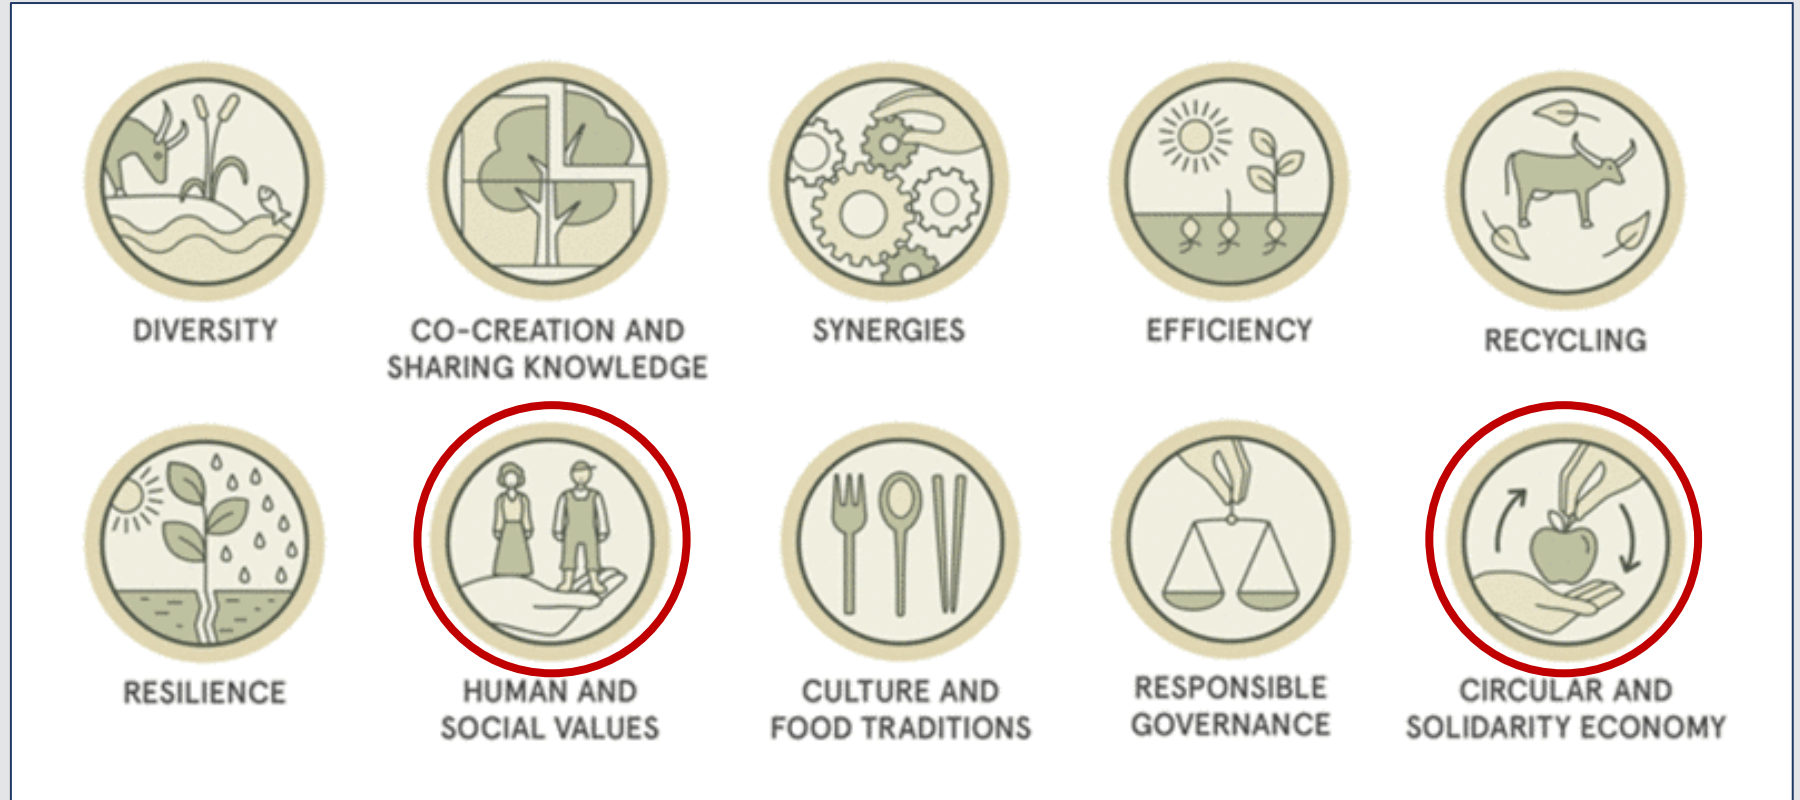 DIVERSITY
CO-CREATION AND
SHARING KNOWLEDGE
SYNERGIES
EFFICIENCY
RECYCLING
RESILIENCE
HUMAN AND
SOCIAL VALUES
CULTURE AND
FOOD TRADITIONS
RESPONSIBLE
GOVERNANCE
CIRCULAR AND
SOLIDARITY ECONOMY